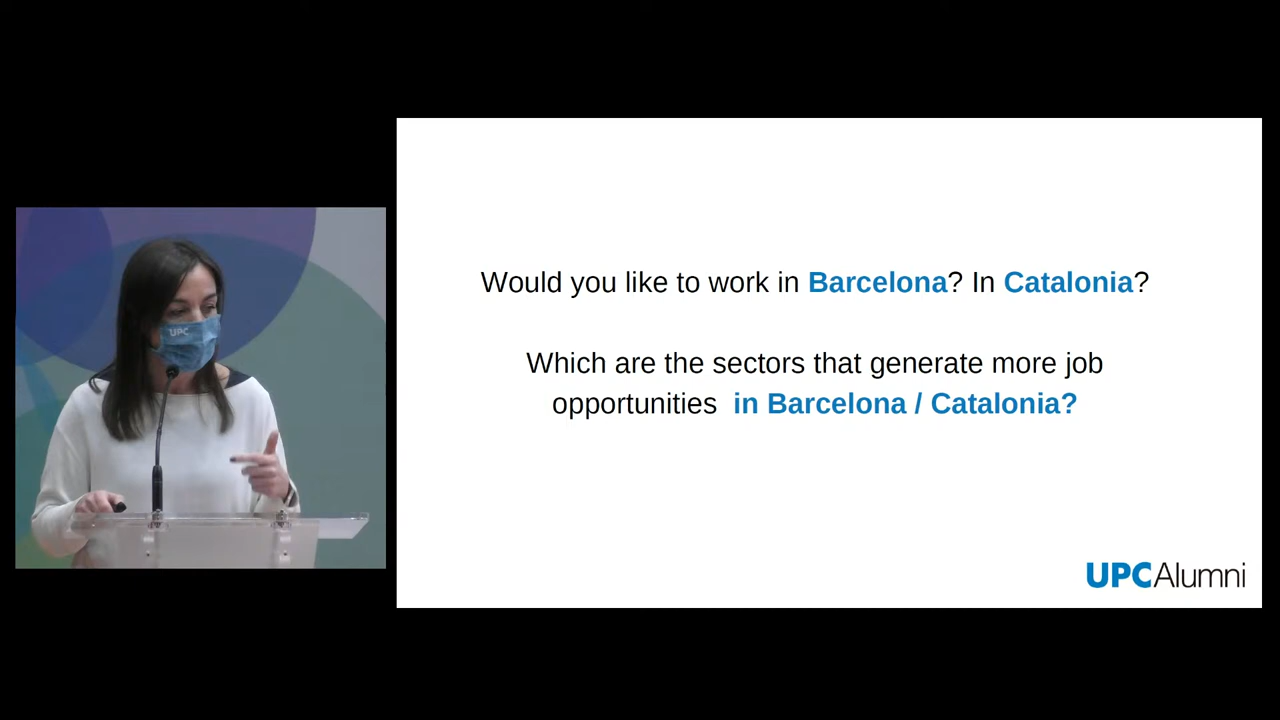 UPC
Would you like to work in Barcelona? In Catalonia?
Which are the sectors that generate more job
opportunities in Barcelona / Catalonia?
UPCAlumni